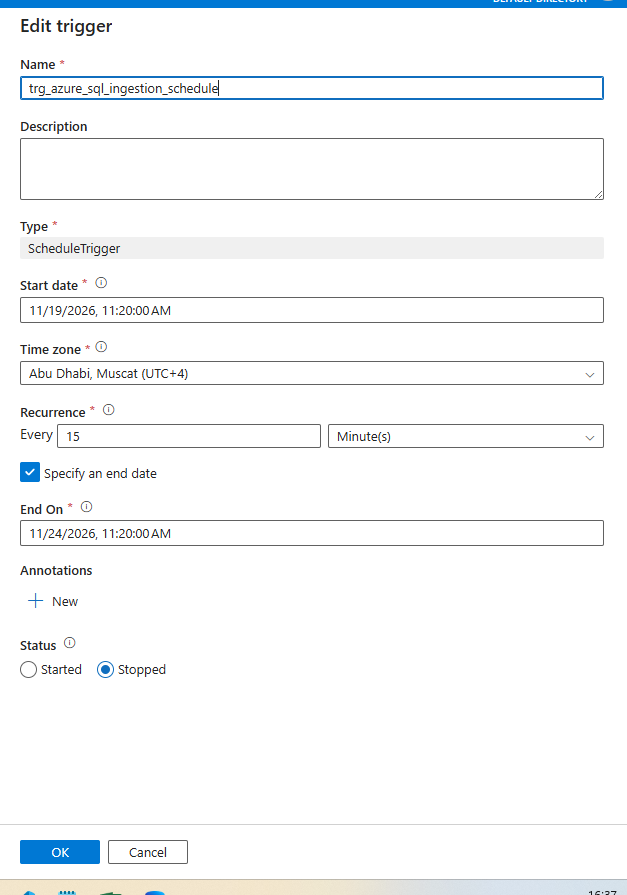 DEFAULT DIRECTORY
Edit trigger
Name *
trg_azure_sql_ingestion_schedule
Description
Type *
ScheduleTrigger
Start date *
11/19/2026, 11:20:00 AM
Time zone *
Abu Dhabi, Muscat (UTC+4)
Recurrence *
Every 15 Minute(s)
Specify an end date
End On *
11/24/2026, 11:20:00 AM
Annotations
New
Status
Started Stopped
OK Cancel
16:37